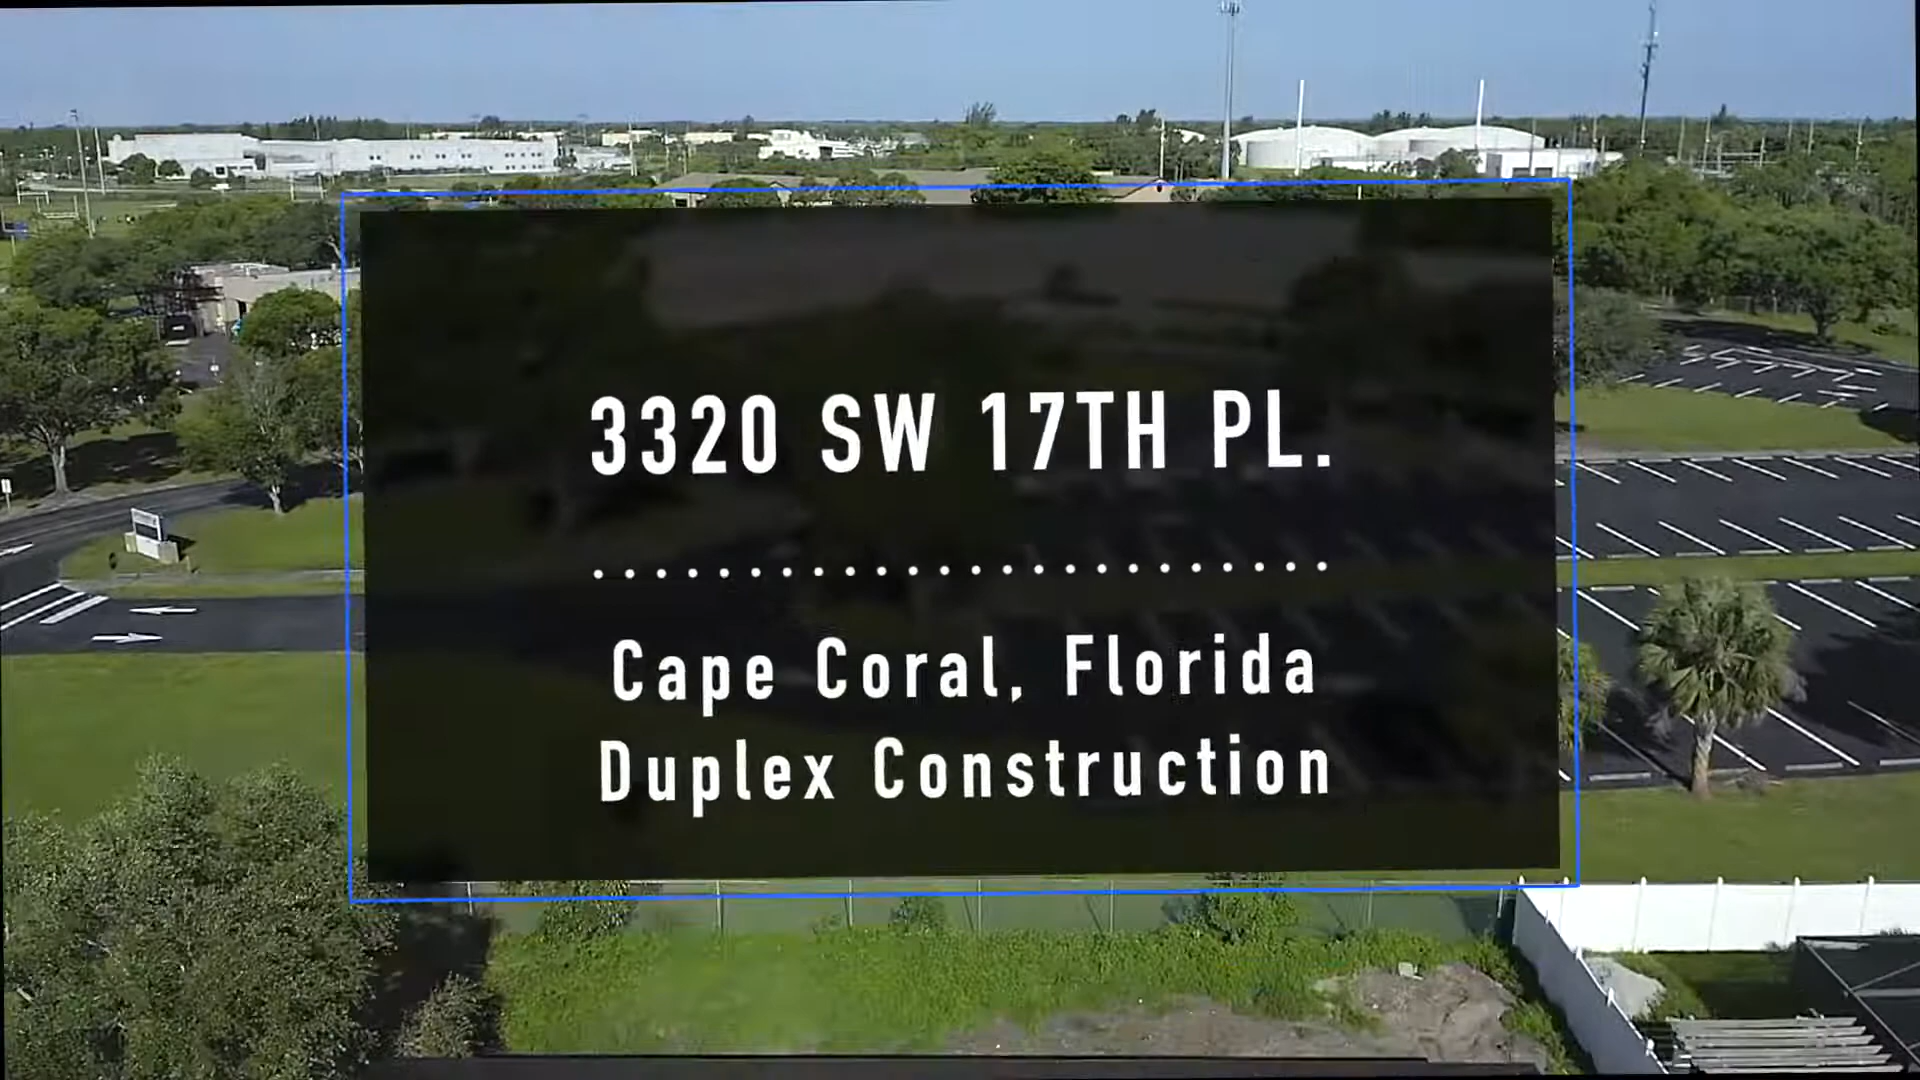 3320 SW 17TH PL.
Cape Coral, Florida
Duplex Construction